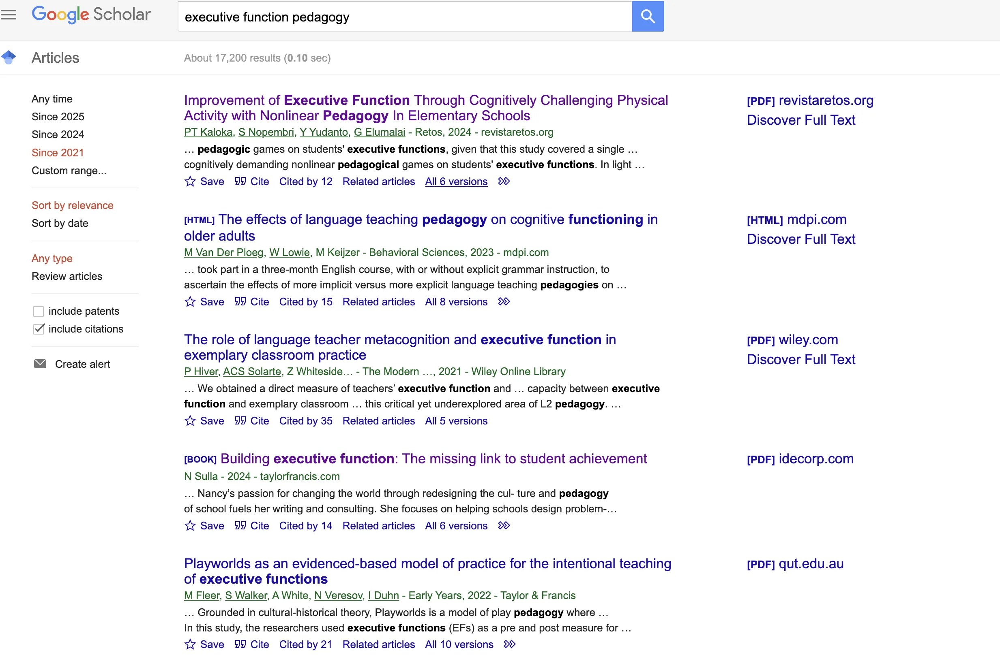 Google Scholar
executive function pedagogy
Articles
About 17,200 results (0.10 sec)
Any time
Since 2025
Since 2024
Since 2021
Custom range...
Sort by relevance
Sort by date
Any type
Review articles
include patents
include citations
Create alert
Improvement of Executive Function Through Cognitively Challenging Physical
Activity with Nonlinear Pedagogy In Elementary Schools
PT Kaloka, S Nopembri, Y Yudanto, G Elumalai - Retos, 2024 - revistaretos.org
… pedagogic games on students' executive functions, given that this study covered a single …
cognitively demanding nonlinear pedagogical games on students' executive functions. In light …
Save Cite Cited by 12 Related articles All 6 versions
[PDF] revistaretos.org
Discover Full Text
[HTML] The effects of language teaching pedagogy on cognitive functioning in
older adults
M Van Der Ploeg, W Lowie, M Keijzer - Behavioral Sciences, 2023 - mdpi.com
… took part in a three-month English course, with or without explicit grammar instruction, to
ascertain the effects of more implicit versus more explicit language teaching pedagogies on …
Save Cite Cited by 15 Related articles All 8 versions
[HTML] mdpi.com
Discover Full Text
The role of language teacher metacognition and executive function in
exemplary classroom practice
P Hiver, ACS Solarte, Z Whiteside… - The Modern …, 2021 - Wiley Online Library
… We obtained a direct measure of teachers’ executive function and … capacity between executive
function and exemplary classroom … this critical yet underexplored area of L2 pedagogy. …
Save Cite Cited by 35 Related articles All 5 versions
[PDF] wiley.com
Discover Full Text
[BOOK] Building executive function: The missing link to student achievement
N Sulla - 2024 - taylorfrancis.com
… Nancy’s passion for changing the world through redesigning the cul- ture and pedagogy
of school fuels her writing and consulting. She focuses on helping schools design problem-…
Save Cite Cited by 14 Related articles All 6 versions
[PDF] idecorp.com
Playworlds as an evidenced-based model of practice for the intentional teaching
of executive functions
M Fleer, S Walker, A White, N Veresov, I Duhn - Early Years, 2022 - Taylor & Francis
… Grounded in cultural-historical theory, Playworlds is a model of play pedagogy where …
In this study, the researchers used executive functions (EFs) as a pre and post measure for …
Save Cite Cited by 21 Related articles All 10 versions
[PDF] qut.edu.au